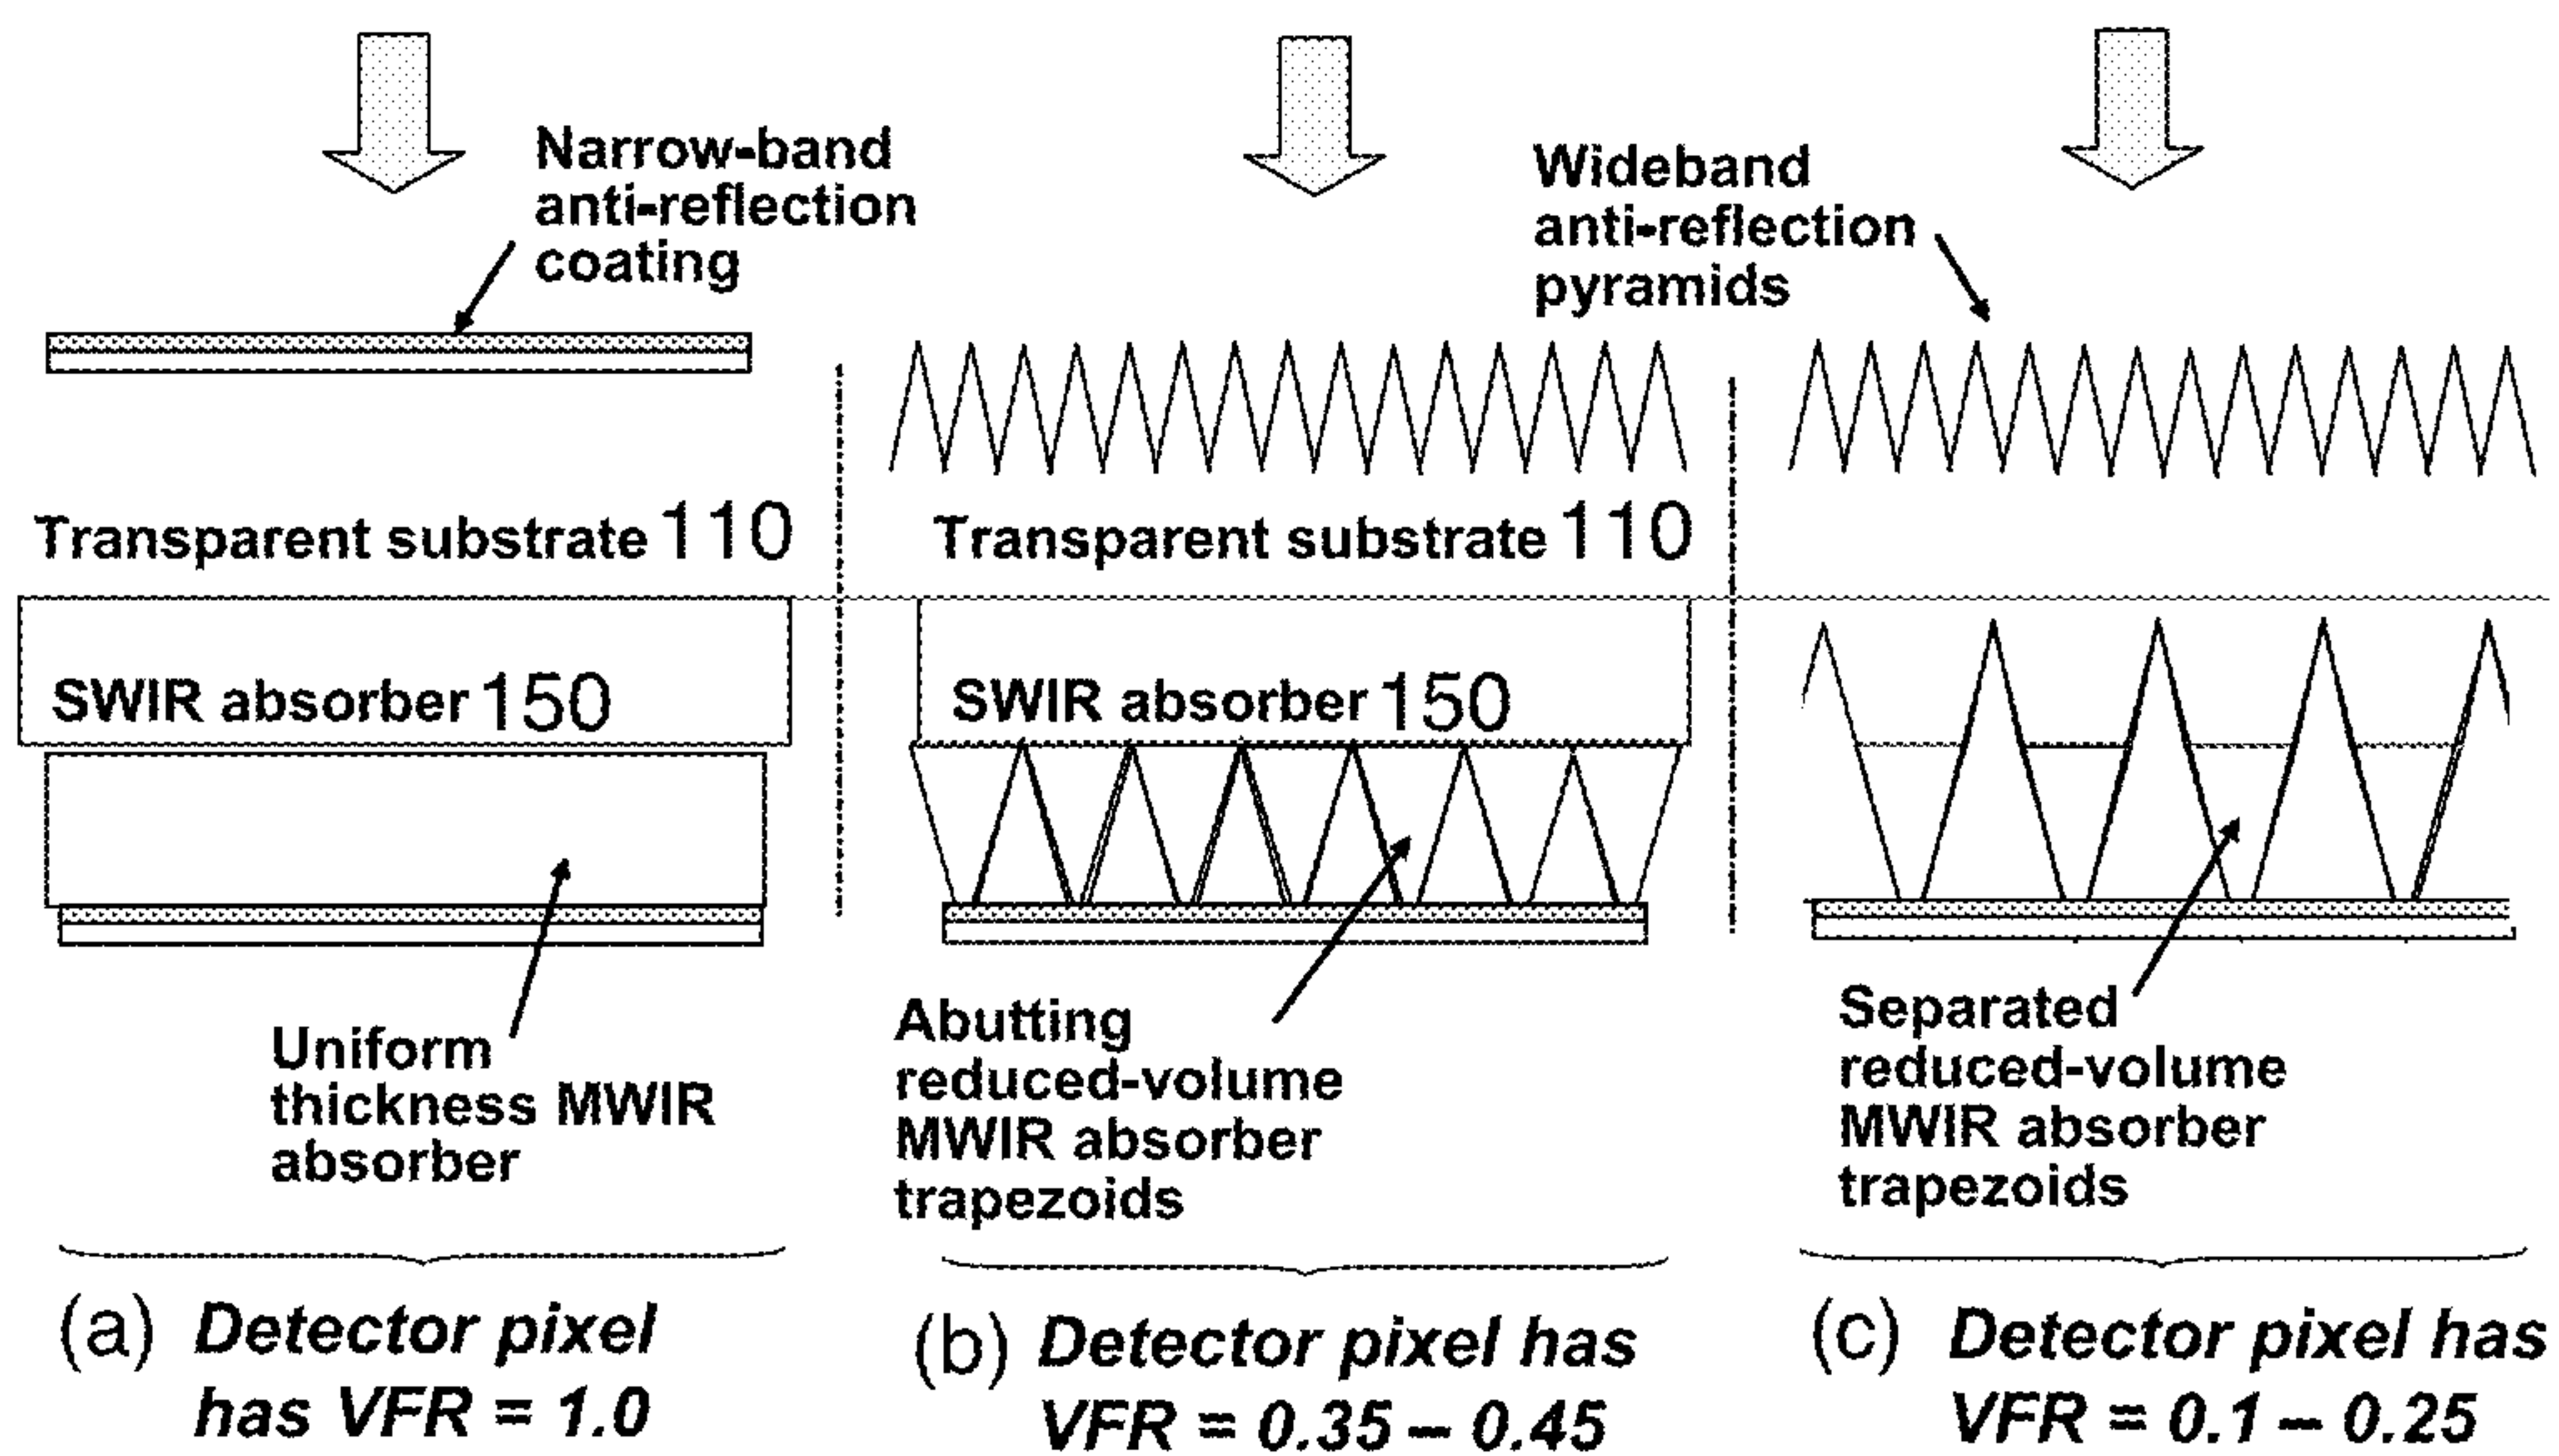 Narrow-band
anti-reflection
coating
Wideband
anti-reflection
pyramids
Transparent substrate 110
Transparent substrate 110
SWIR absorber 150
SWIR absorber 150
Uniform
thickness MWIR
absorber
Abutting
reduced-volume
MWIR absorber
trapezoids
Separated
reduced-volume
MWIR absorber
trapezoids
(a) Detector pixel
has VFR = 1.0
(b) Detector pixel has
VFR = 0.35 – 0.45
(c) Detector pixel has
VFR = 0.1 – 0.25